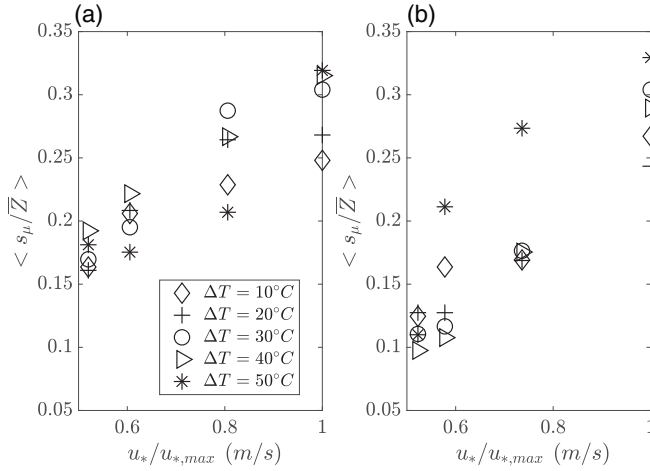 (a)
(b)
0.35
0.3
0.25
0.2
0.15
0.1
0.05
< s_μ/Z̅ >
0.6 0.8 1
u_*/u_{*,max} (m/s)
ΔT = 10°C
ΔT = 20°C
ΔT = 30°C
ΔT = 40°C
ΔT = 50°C
0.35
0.3
0.25
0.2
0.15
0.1
0.05
< s_μ/Z̅ >
0.6 0.8 1
u_*/u_{*,max} (m/s)